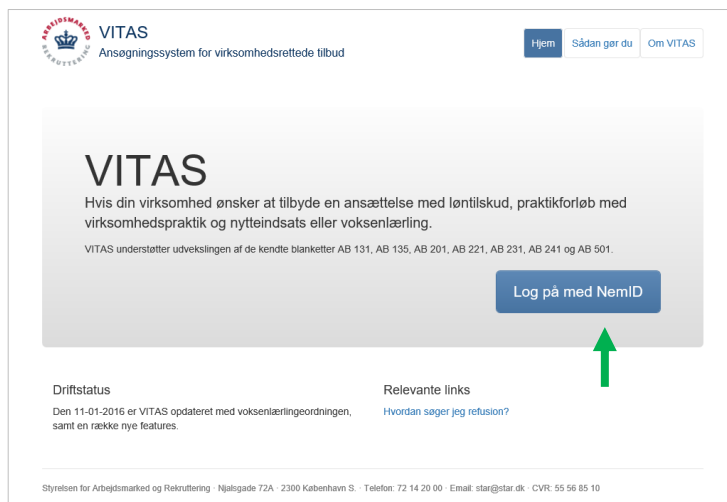 ARBEJDSMARKED
REKRUTTERING
VITAS
Ansøgningssystem for virksomhedsrettede tilbud
Hjem
Sådan gør du
Om VITAS
VITAS
Hvis din virksomhed ønsker at tilbyde en ansættelse med løntilskud, praktikforløb med
virksomhedspraktik og nytteindsats eller voksenlæring.
VITAS understøtter udvekslingen af de kendte blanketter AB 131, AB 135, AB 201, AB 221, AB 231, AB 241 og AB 501.
Log på med NemID
Driftstatus
Den 11-01-2016 er VITAS opdateret med voksenlæringeordningen,
samt en række nye features.
Relevante links
Hvordan søger jeg refusion?
Styrelsen for Arbejdsmarked og Rekruttering · Njalsgade 72A · 2300 København S. · Telefon: 72 14 20 00 · Email: star@star.dk · CVR: 55 56 85 10